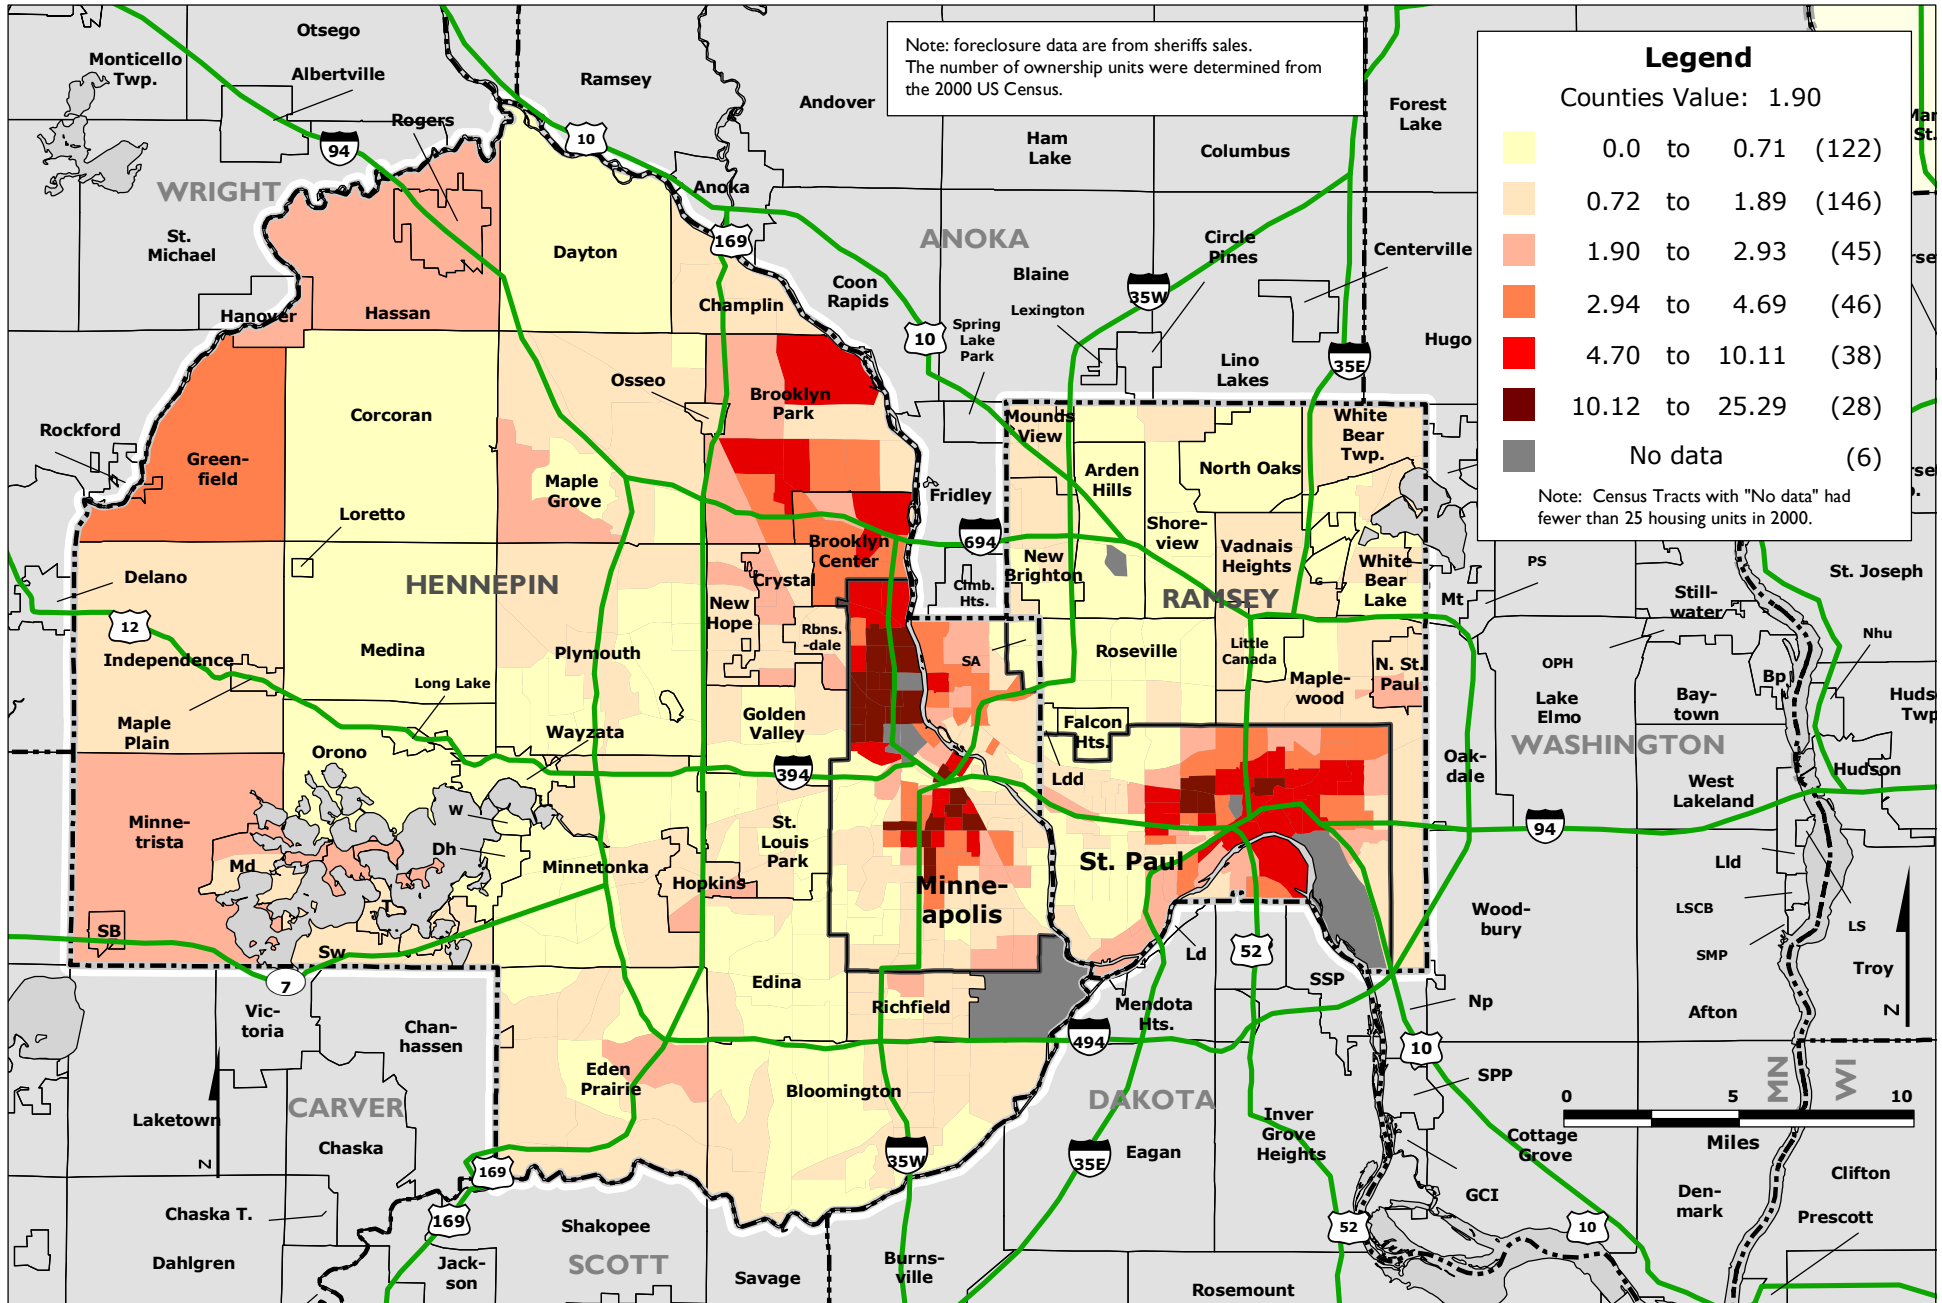 Note: foreclosure data are from sheriffs sales.
The number of ownership units were determined from
the 2000 US Census.
Legend
Counties Value: 1.90
0.0 to 0.71 (122)
0.72 to 1.89 (146)
1.90 to 2.93 (45)
2.94 to 4.69 (46)
4.70 to 10.11 (38)
10.12 to 25.29 (28)
No data (6)
Note: Census Tracts with "No data" had
fewer than 25 housing units in 2000.
Otsego
Monticello
Twp.
Albertville
Ramsey
Andover
Forest
Lake
Rogers
94
10
Ham
Lake
Columbus
WRIGHT
Anoka
St.
Michael
Dayton
169
ANOKA
Circle
Pines
Centerville
Blaine
Coon
Rapids
35W
Champlin
Hanover
Hassan
Lexington
Spring
Lake
Park
10
Hugo
Lino
Lakes
35E
Osseo
Brooklyn
Park
Corcoran
Mounds
View
White
Bear
Twp.
Rockford
Green-
field
Maple
Grove
Arden
Hills
North Oaks
Fridley
Loretto
Shore-
view
694
Brooklyn
Center
Vadnais
Heights
New
Brighton
White
Bear
Lake
G
PS
St. Joseph
Delano
HENNEPIN
Crystal
Clmb.
Hts.
RAMSEY
Mt
Still-
water
12
New
Hope
Rbns.
-dale
Nhu
Independence
Medina
Plymouth
SA
Roseville
Little
Canada
N. St.
Paul
OPH
Bp
Long Lake
Maple-
wood
Lake
Elmo
Bay-
town
Maple
Plain
Golden
Valley
Falcon
Hts.
Wayzata
Orono
WASHINGTON
394
Ldd
Oak-
dale
Hudson
West
Lakeland
Minne-
trista
W
St.
Louis
Park
94
Dh
Md
Minnetonka
St. Paul
Lld
Hopkins
Minne-
apolis
T
LSCB
LS
SB
Sw
Wood-
bury
52
Ld
SMP
Troy
7
Edina
SSP
Richfield
Mendota
Hts.
Np
Afton
N
Vic-
toria
Chan-
hassen
494
10
Eden
Prairie
Bloomington
SPP
MN
WI
CARVER
DAKOTA
0 5 10
Miles
Laketown
Chaska
Inver
Grove
Heights
Cottage
Grove
N
169
35W
35E
Eagan
Clifton
GCI
Den-
mark
Chaska T.
169
Shakopee
52
10
Prescott
Dahlgren
Jack-
son
SCOTT
Savage
Burns-
ville
Rosemount